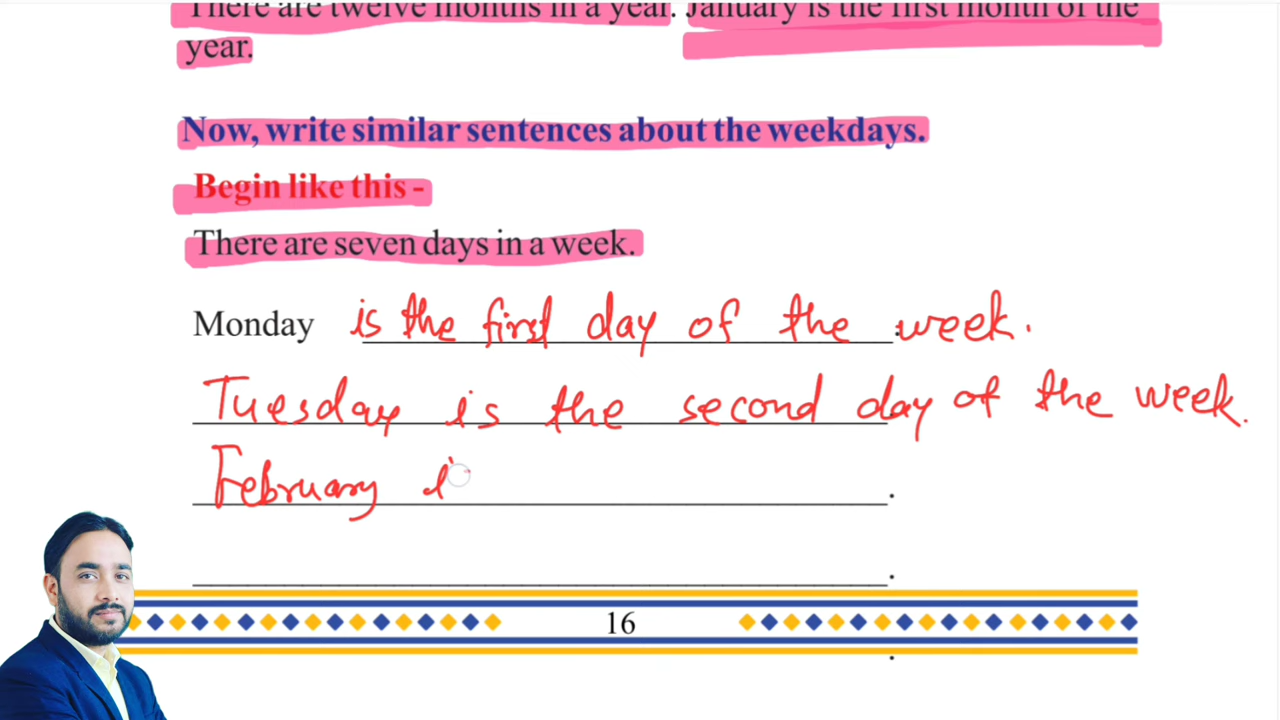 There are twelve months in a year. January is the first month of the
year.
Now, write similar sentences about the weekdays.
Begin like this -
There are seven days in a week.
Monday is the first day of the week.
Tuesday is the second day of the week.
February i
16